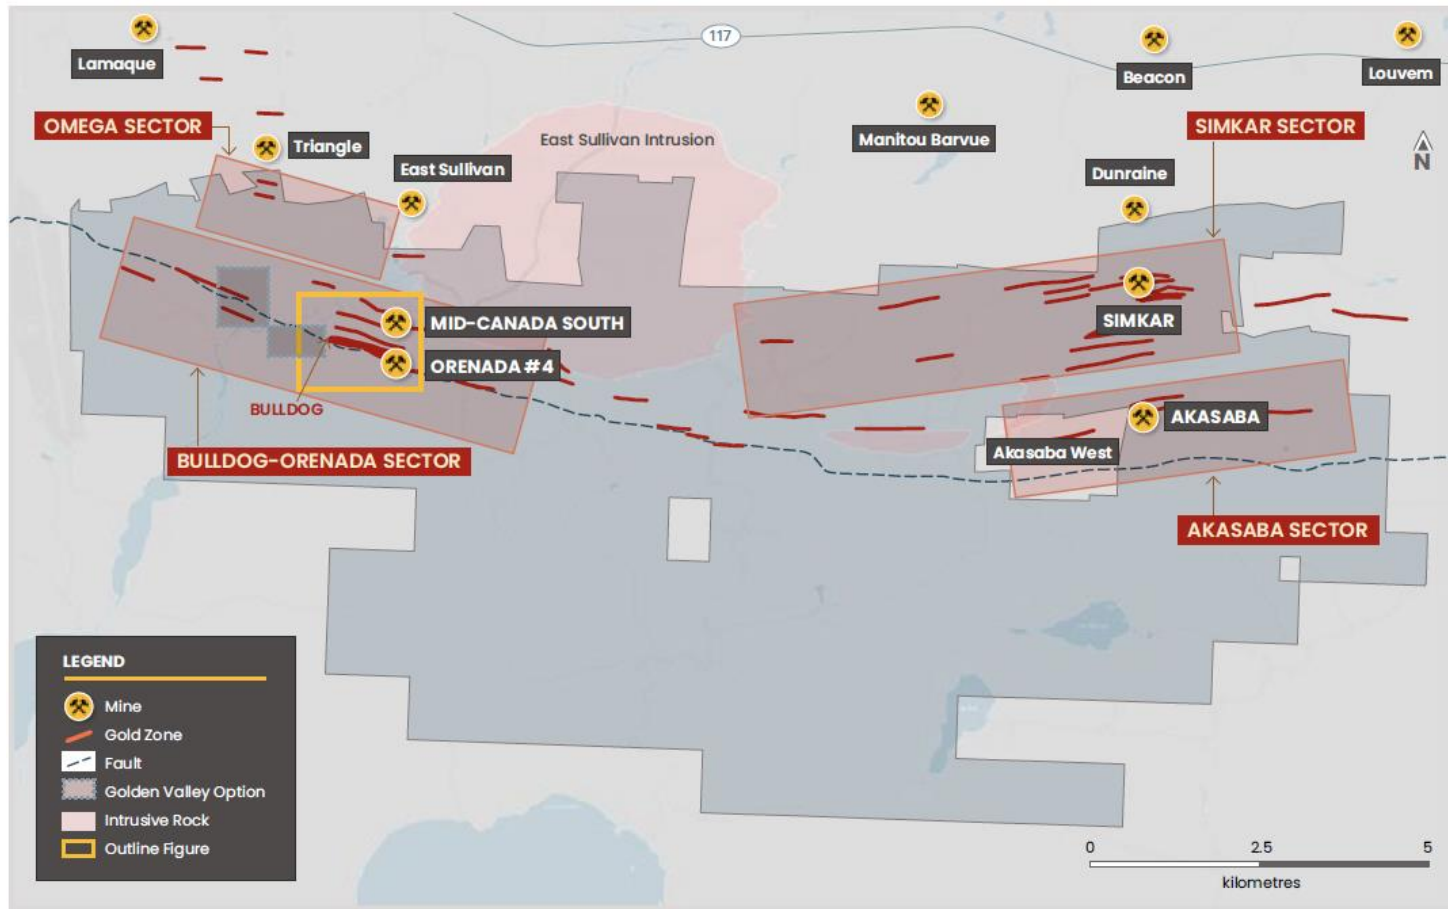 117
Lamaque
Beacon
Louvem
OMEGA SECTOR
Triangle
East Sullivan Intrusion
Manitou Barvue
SIMKAR SECTOR
N
East Sullivan
Dunraine
MID-CANADA SOUTH
SIMKAR
ORENADA #4
BULLDOG
AKASABA
Akasaba West
BULLDOG-ORENADA SECTOR
AKASABA SECTOR
LEGEND
Mine
Gold Zone
Fault
Golden Valley Option
Intrusive Rock
Outline Figure
0 2.5 5
kilometres